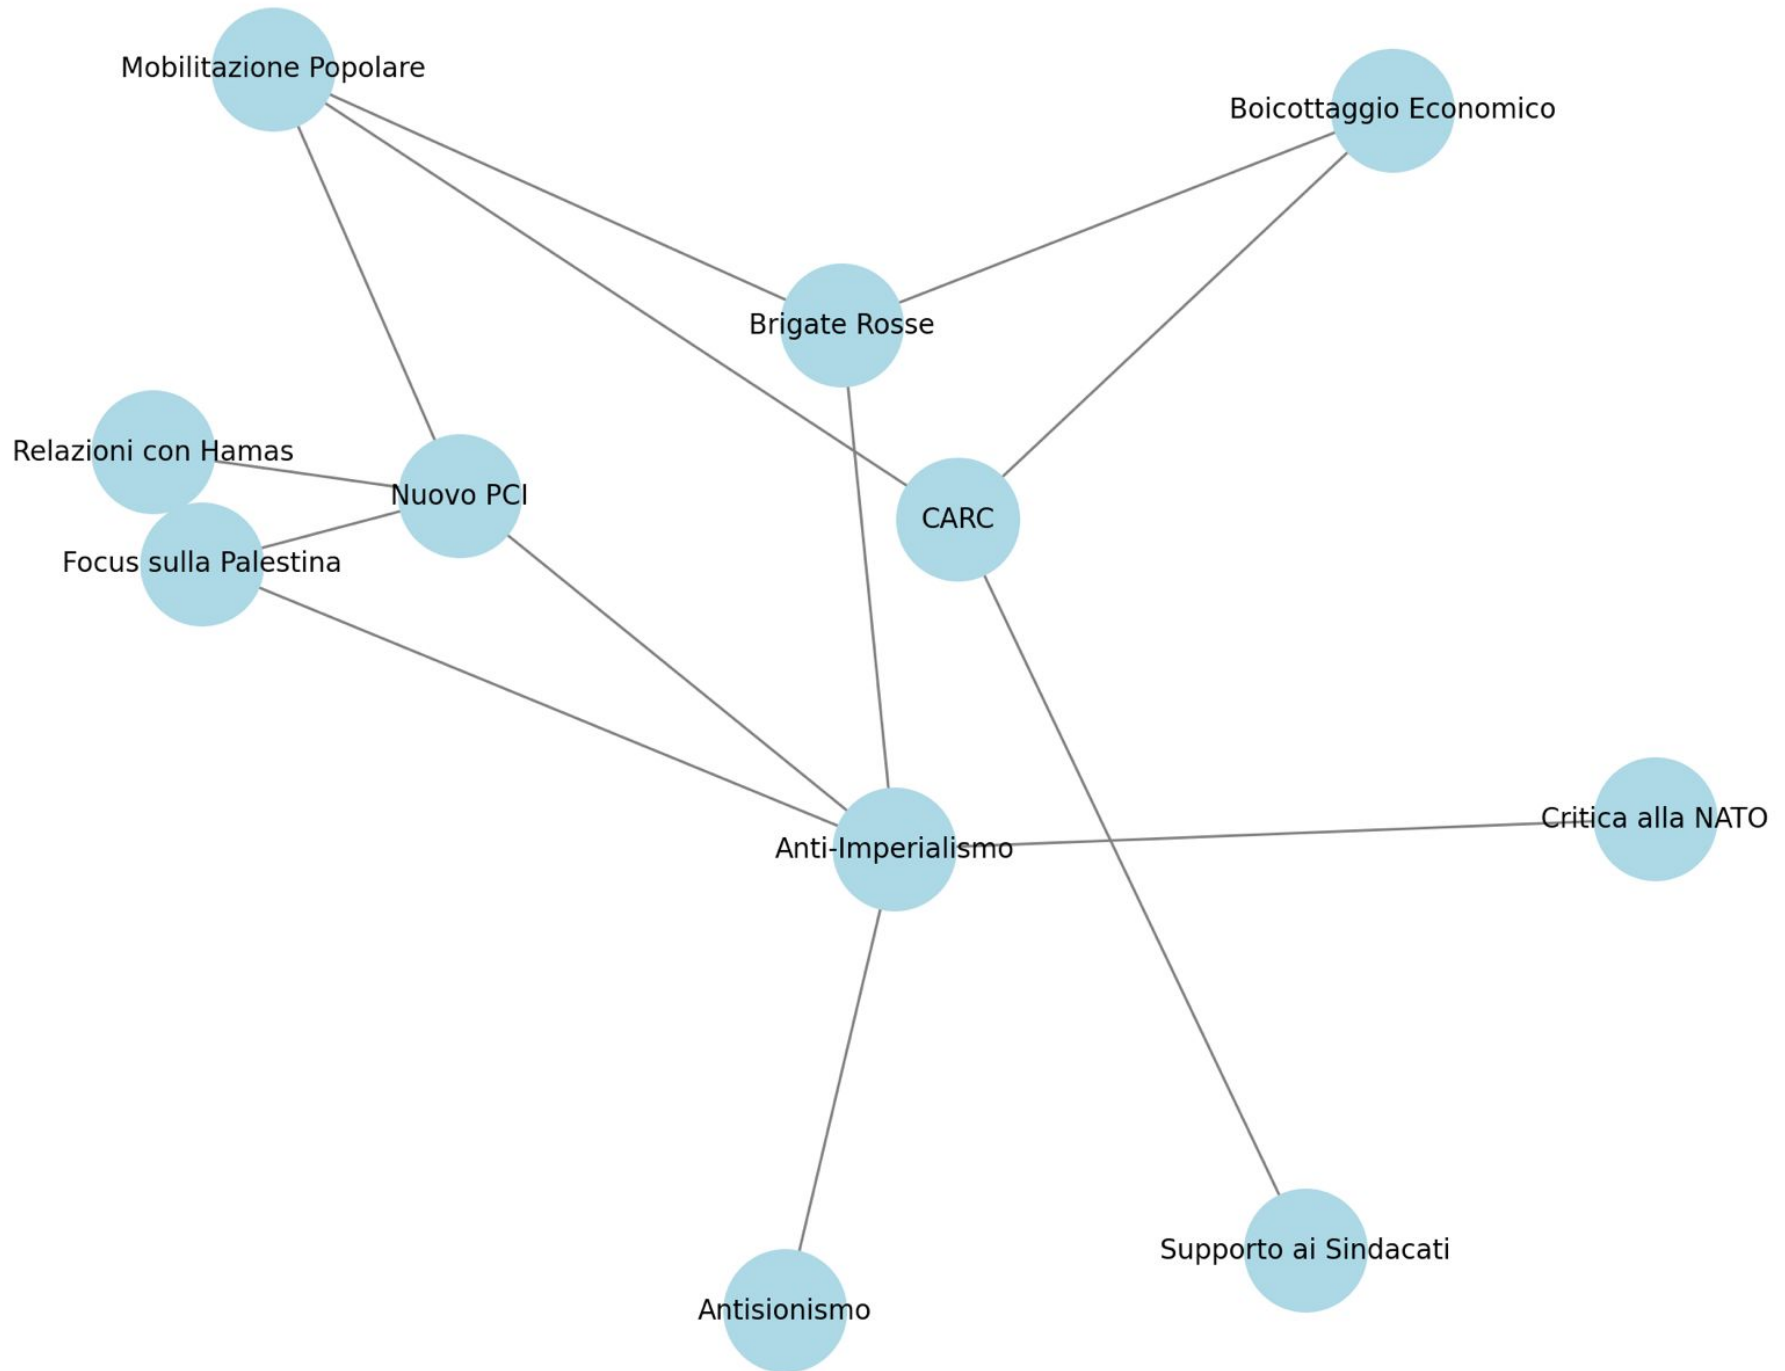 Mobilitazione Popolare
Boicottaggio Economico
Brigate Rosse
Relazioni con Hamas
Nuovo PCI
CARC
Focus sulla Palestina
Critica alla NATO
Anti-Imperialismo
Supporto ai Sindacati
Antisionismo